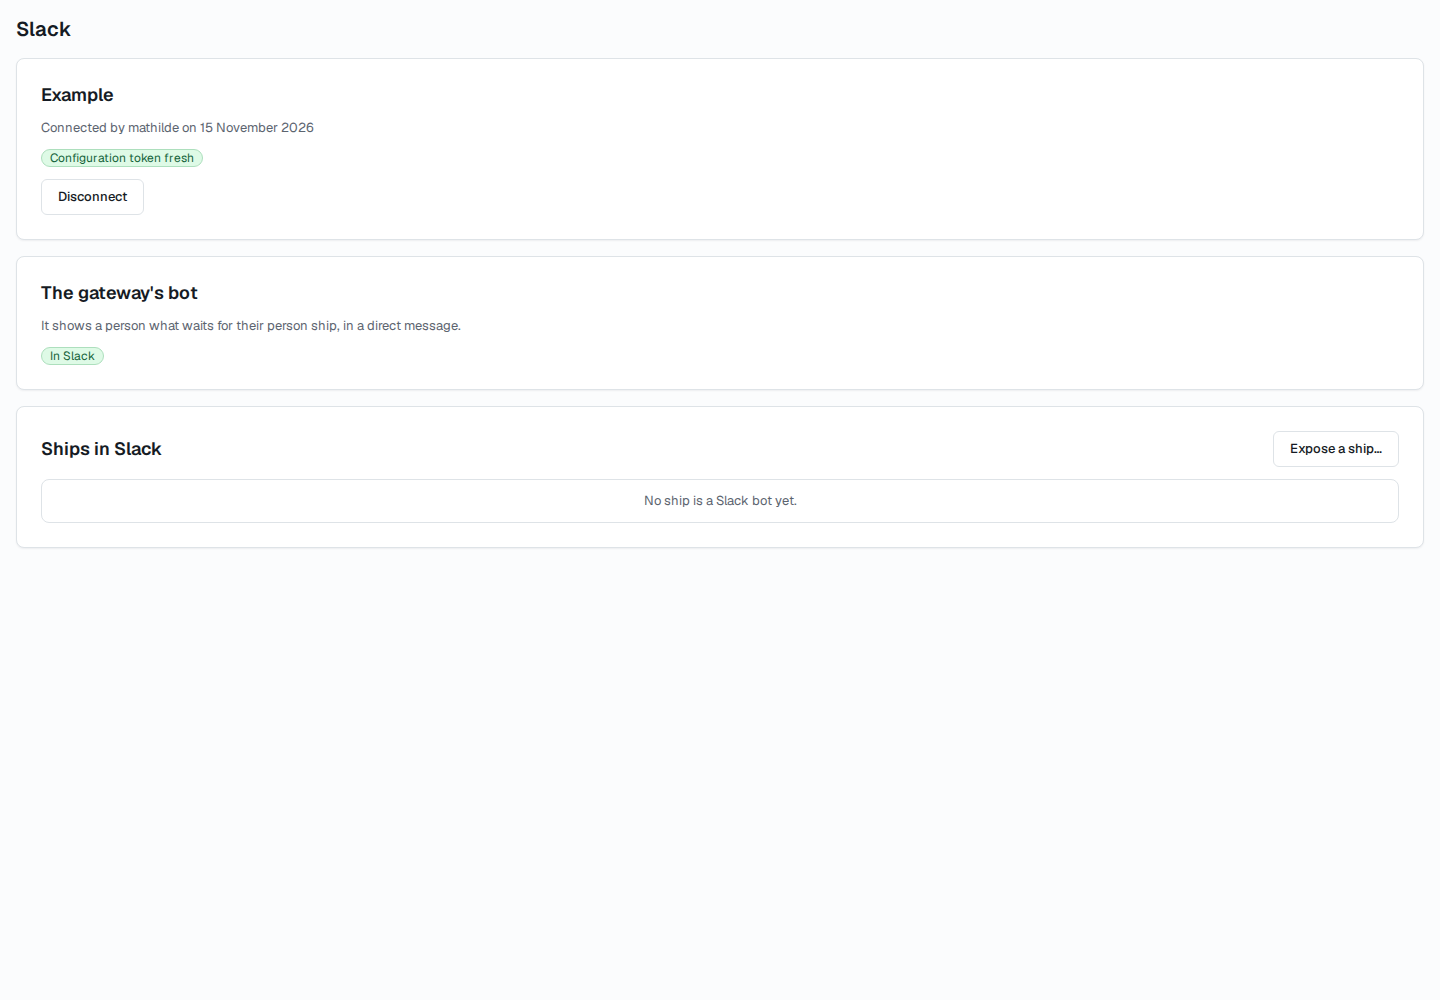 Slack
Example
Connected by mathilde on 15 November 2026
Configuration token fresh
Disconnect
The gateway's bot
It shows a person what waits for their person ship, in a direct message.
In Slack
Ships in Slack
Expose a ship...
No ship is a Slack bot yet.